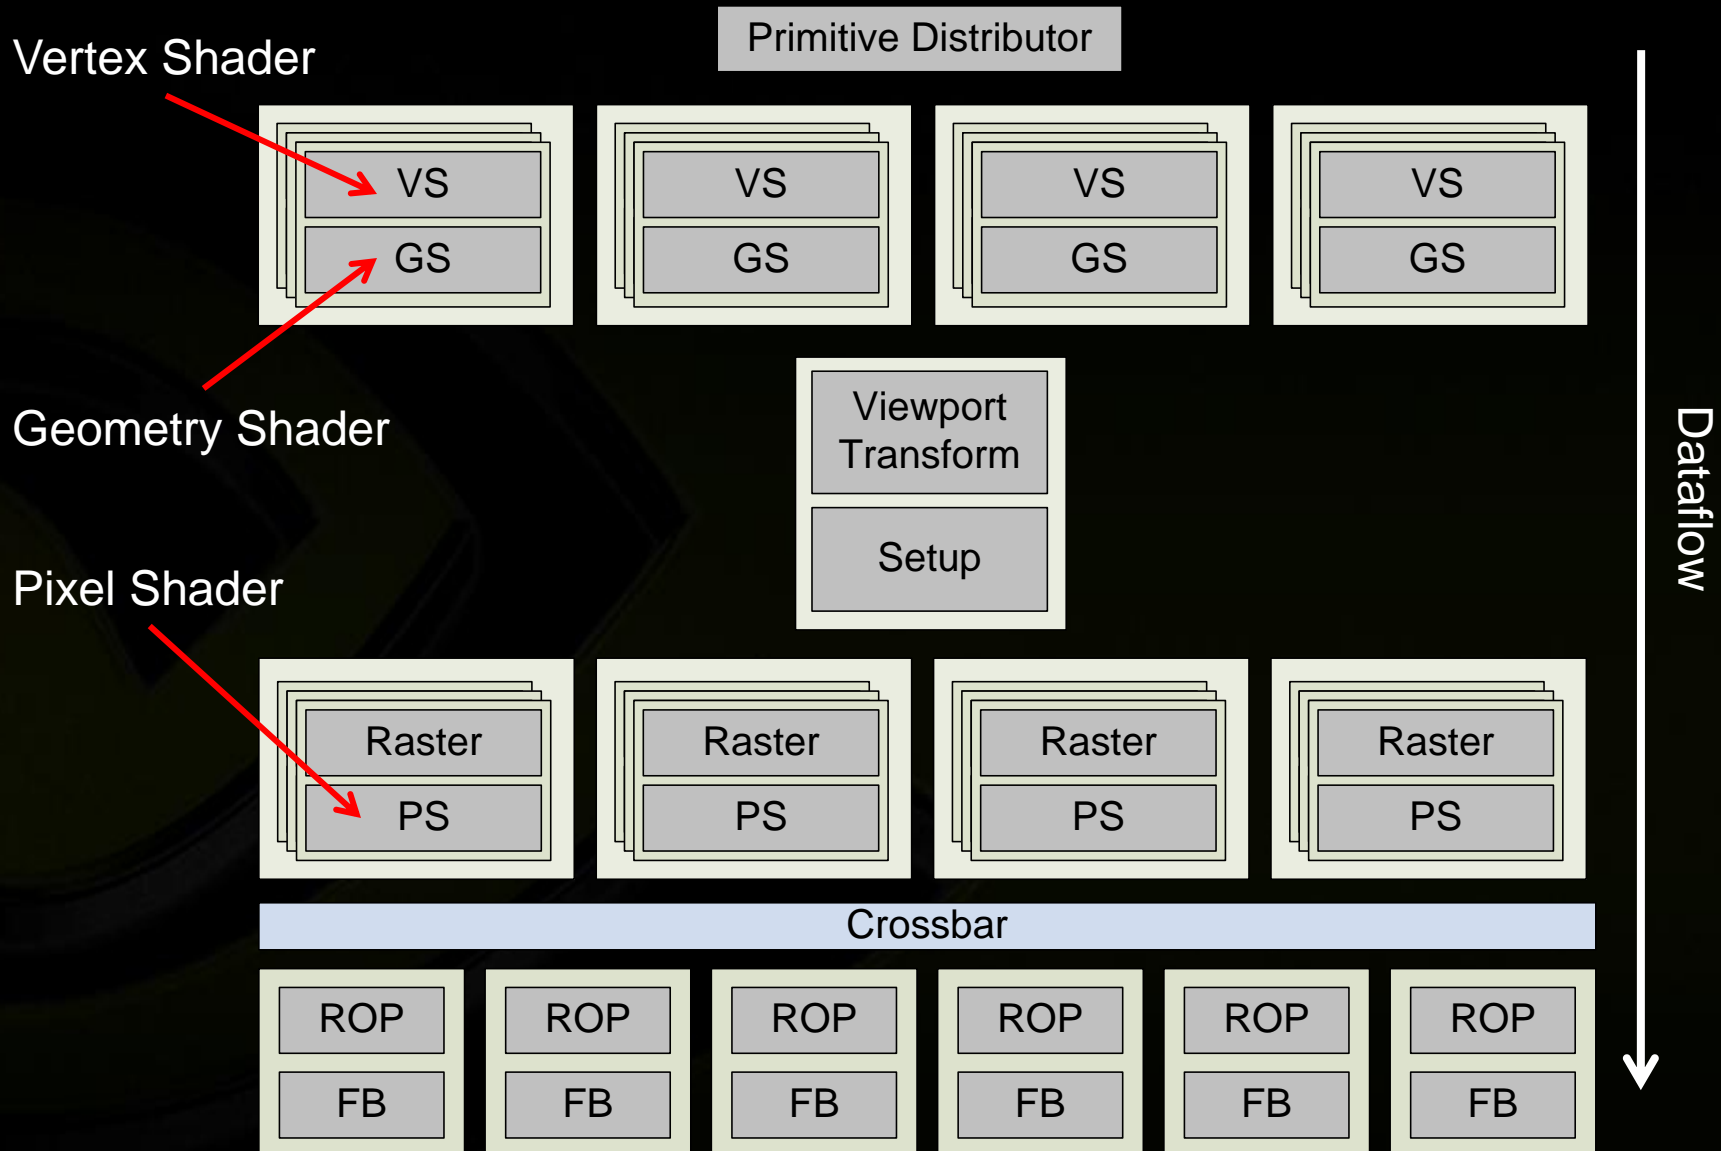 Primitive Distributor
Vertex Shader
VS VS VS VS
GS GS GS GS
Geometry Shader
Viewport
Transform
Setup
Dataflow
Pixel Shader
Raster Raster Raster Raster
PS PS PS PS
Crossbar
ROP ROP ROP ROP ROP ROP
FB FB FB FB FB FB